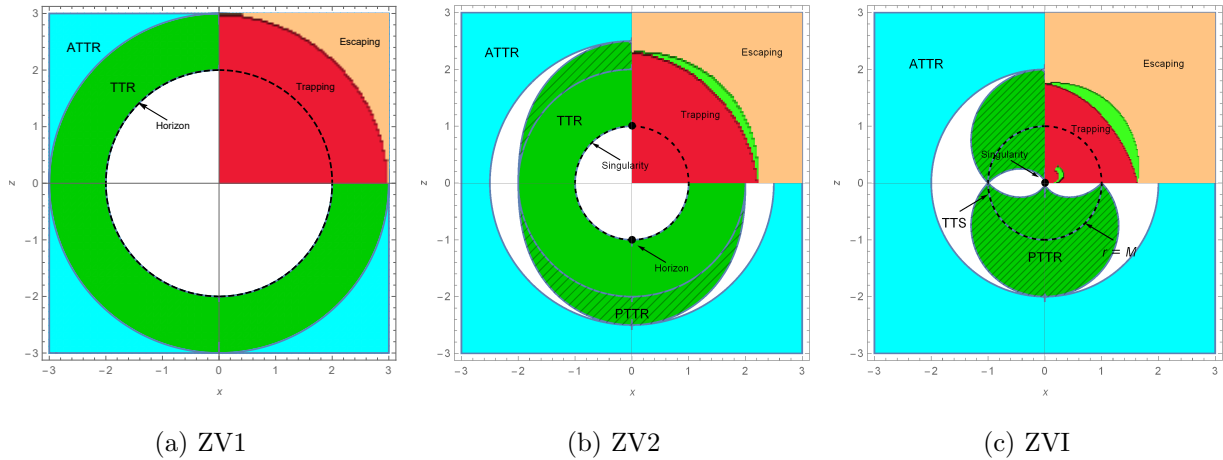 3
2
1
0
−1
−2
−3
−3
−2
−1
0
1
2
3
z
x
ATTR
TTR
Horizon
Trapping
Escaping
3
2
1
0
−1
−2
−3
−3
−2
−1
0
1
2
3
z
x
ATTR
Escaping
TTR
Trapping
Singularity
Horizon
PTTR
3
2
1
0
−1
−2
−3
−3
−2
−1
0
1
2
3
z
x
ATTR
Escaping
Trapping
Singularity
TTS
PTTR
r = M
(a) ZV1
(b) ZV2
(c) ZVI